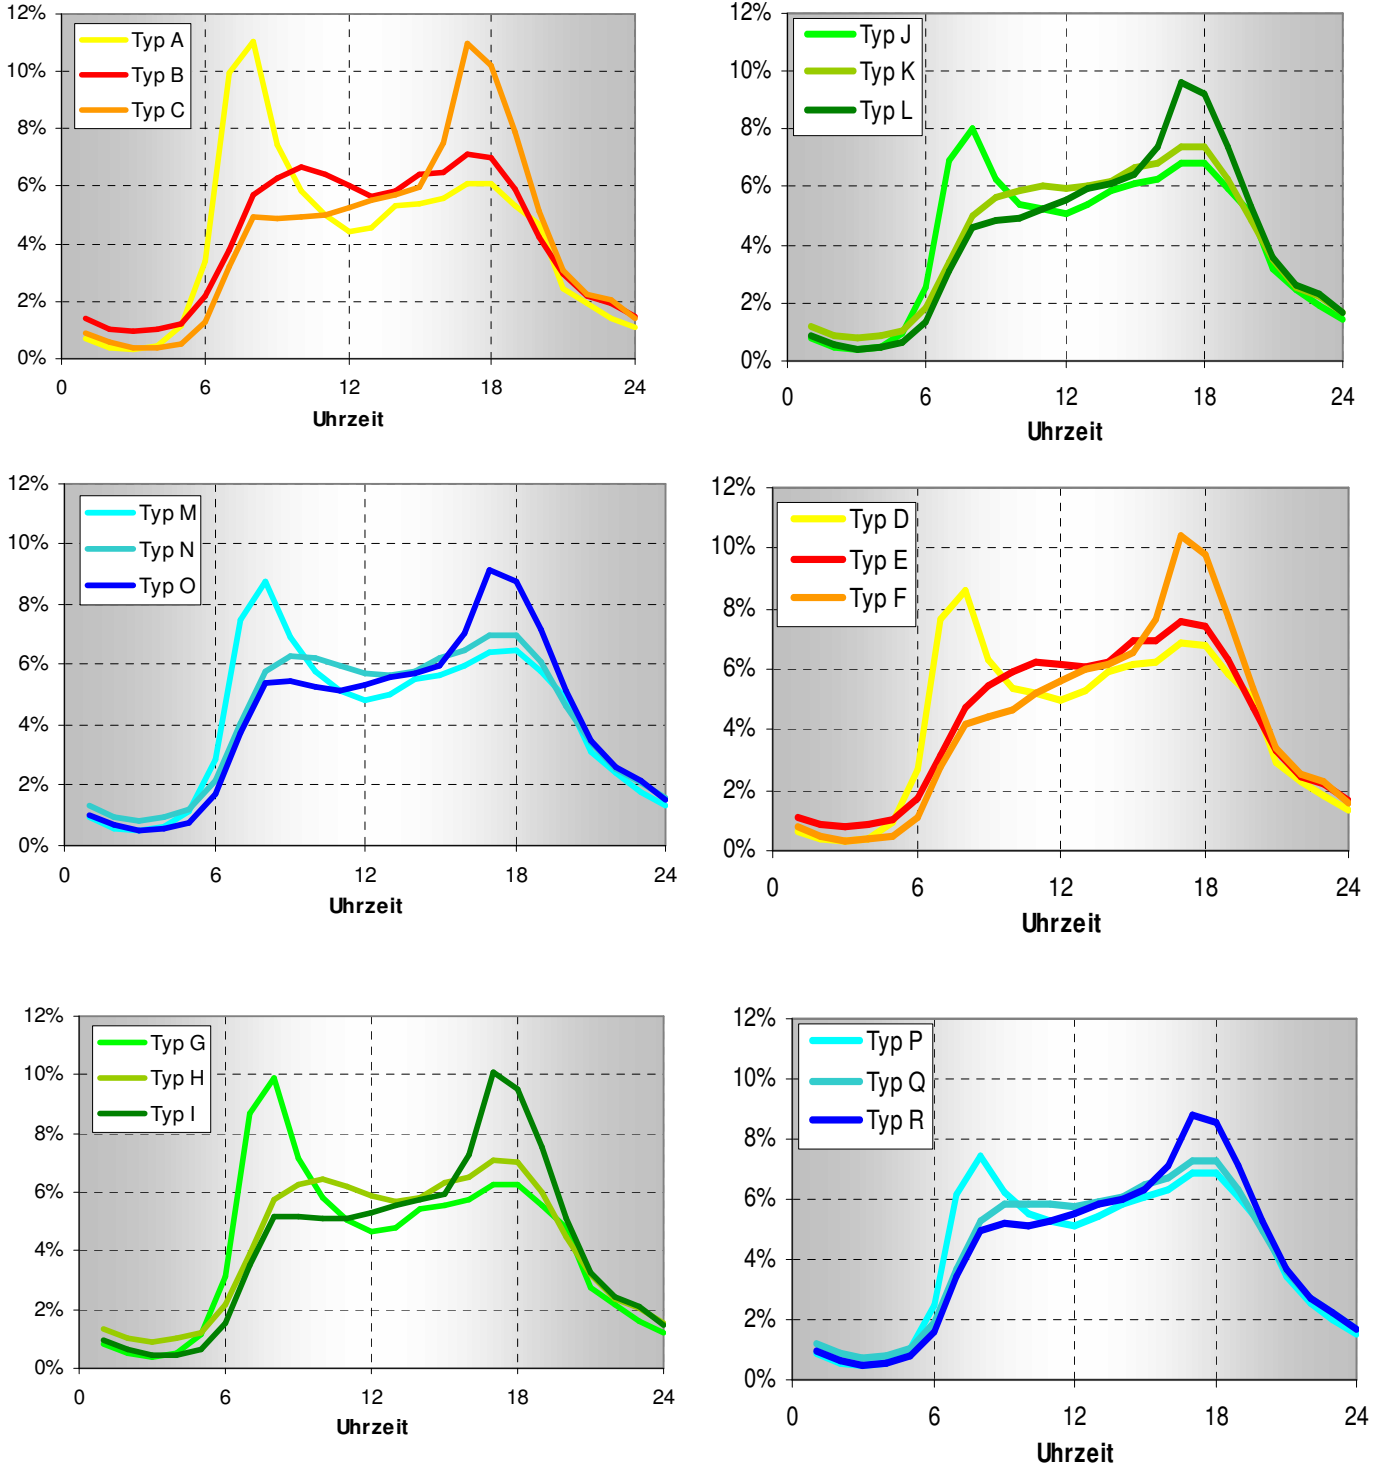 12%
10%
8%
6%
4%
2%
0%
Typ A
Typ B
Typ C
0 6 12 18 24
Uhrzeit
12%
10%
8%
6%
4%
2%
0%
Typ J
Typ K
Typ L
0 6 12 18 24
Uhrzeit
12%
10%
8%
6%
4%
2%
0%
Typ M
Typ N
Typ O
0 6 12 18 24
Uhrzeit
12%
10%
8%
6%
4%
2%
0%
Typ D
Typ E
Typ F
0 6 12 18 24
Uhrzeit
12%
10%
8%
6%
4%
2%
0%
Typ G
Typ H
Typ I
0 6 12 18 24
Uhrzeit
12%
10%
8%
6%
4%
2%
0%
Typ P
Typ Q
Typ R
0 6 12 18 24
Uhrzeit